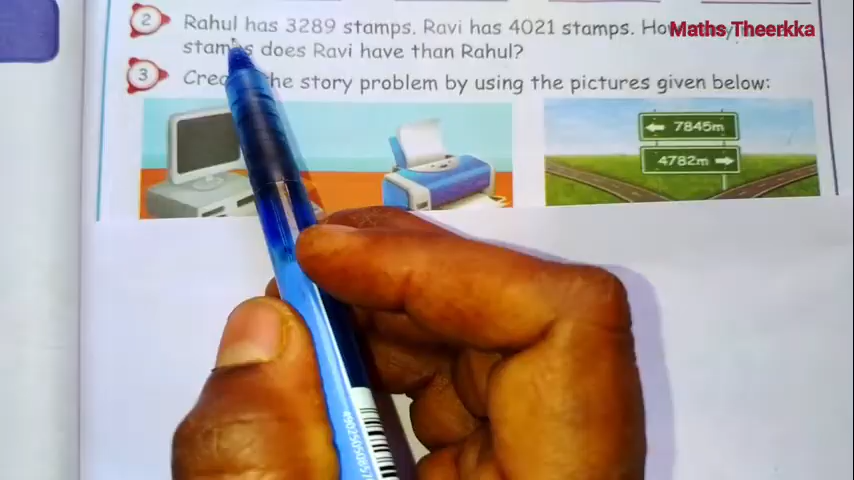 2 Rahul has 3289 stamps. Ravi has 4021 stamps.
Maths Theerkka
stamps does Ravi have than Rahul?
3 the story problem by using the pictures given below:
7845m
4782m